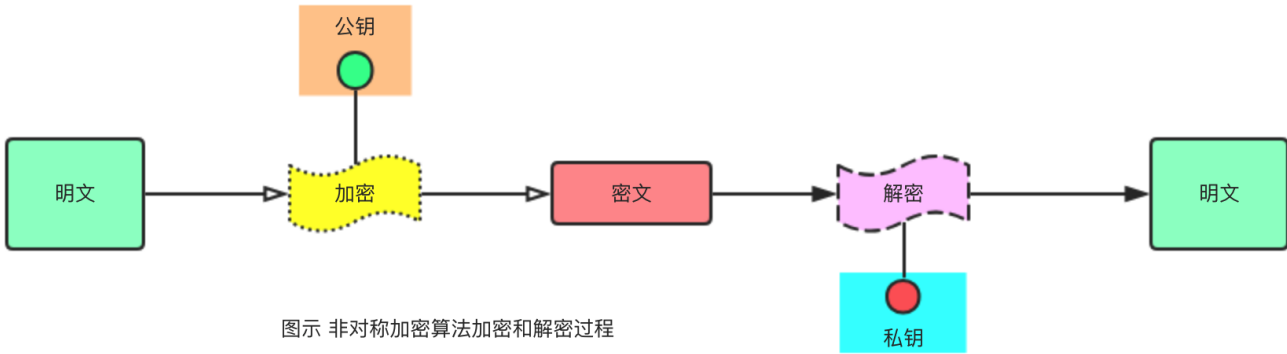 公钥
明文
加密
密文
解密
明文
私钥
图示 非对称加密算法加密和解密过程